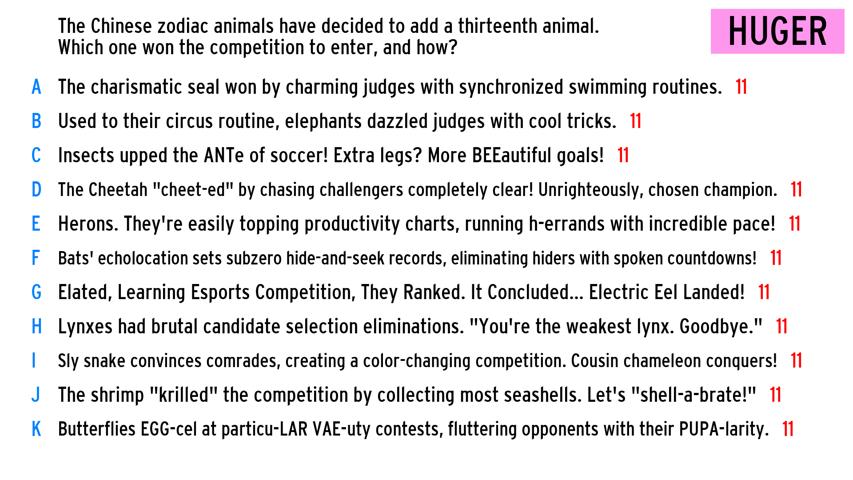 The Chinese zodiac animals have decided to add a thirteenth animal.
Which one won the competition to enter, and how?
HUGER
A The charismatic seal won by charming judges with synchronized swimming routines. 11
B Used to their circus routine, elephants dazzled judges with cool tricks. 11
C Insects upped the ANTe of soccer! Extra legs? More BEEautiful goals! 11
D The Cheetah "cheet-ed" by chasing challengers completely clear! Unrighteously, chosen champion. 11
E Herons. They're easily topping productivity charts, running h-errands with incredible pace! 11
F Bats' echolocation sets subzero hide-and-seek records, eliminating hiders with spoken countdowns! 11
G Elated, Learning Esports Competition, They Ranked. It Concluded... Electric Eel Landed! 11
H Lynxes had brutal candidate selection eliminations. "You're the weakest lynx. Goodbye." 11
I Sly snake convinces comrades, creating a color-changing competition. Cousin chameleon conquers! 11
J The shrimp "krilled" the competition by collecting most seashells. Let's "shell-a-brate!" 11
K Butterflies EGG-cel at particu-LAR VAE-uty contests, fluttering opponents with their PUPA-larity. 11